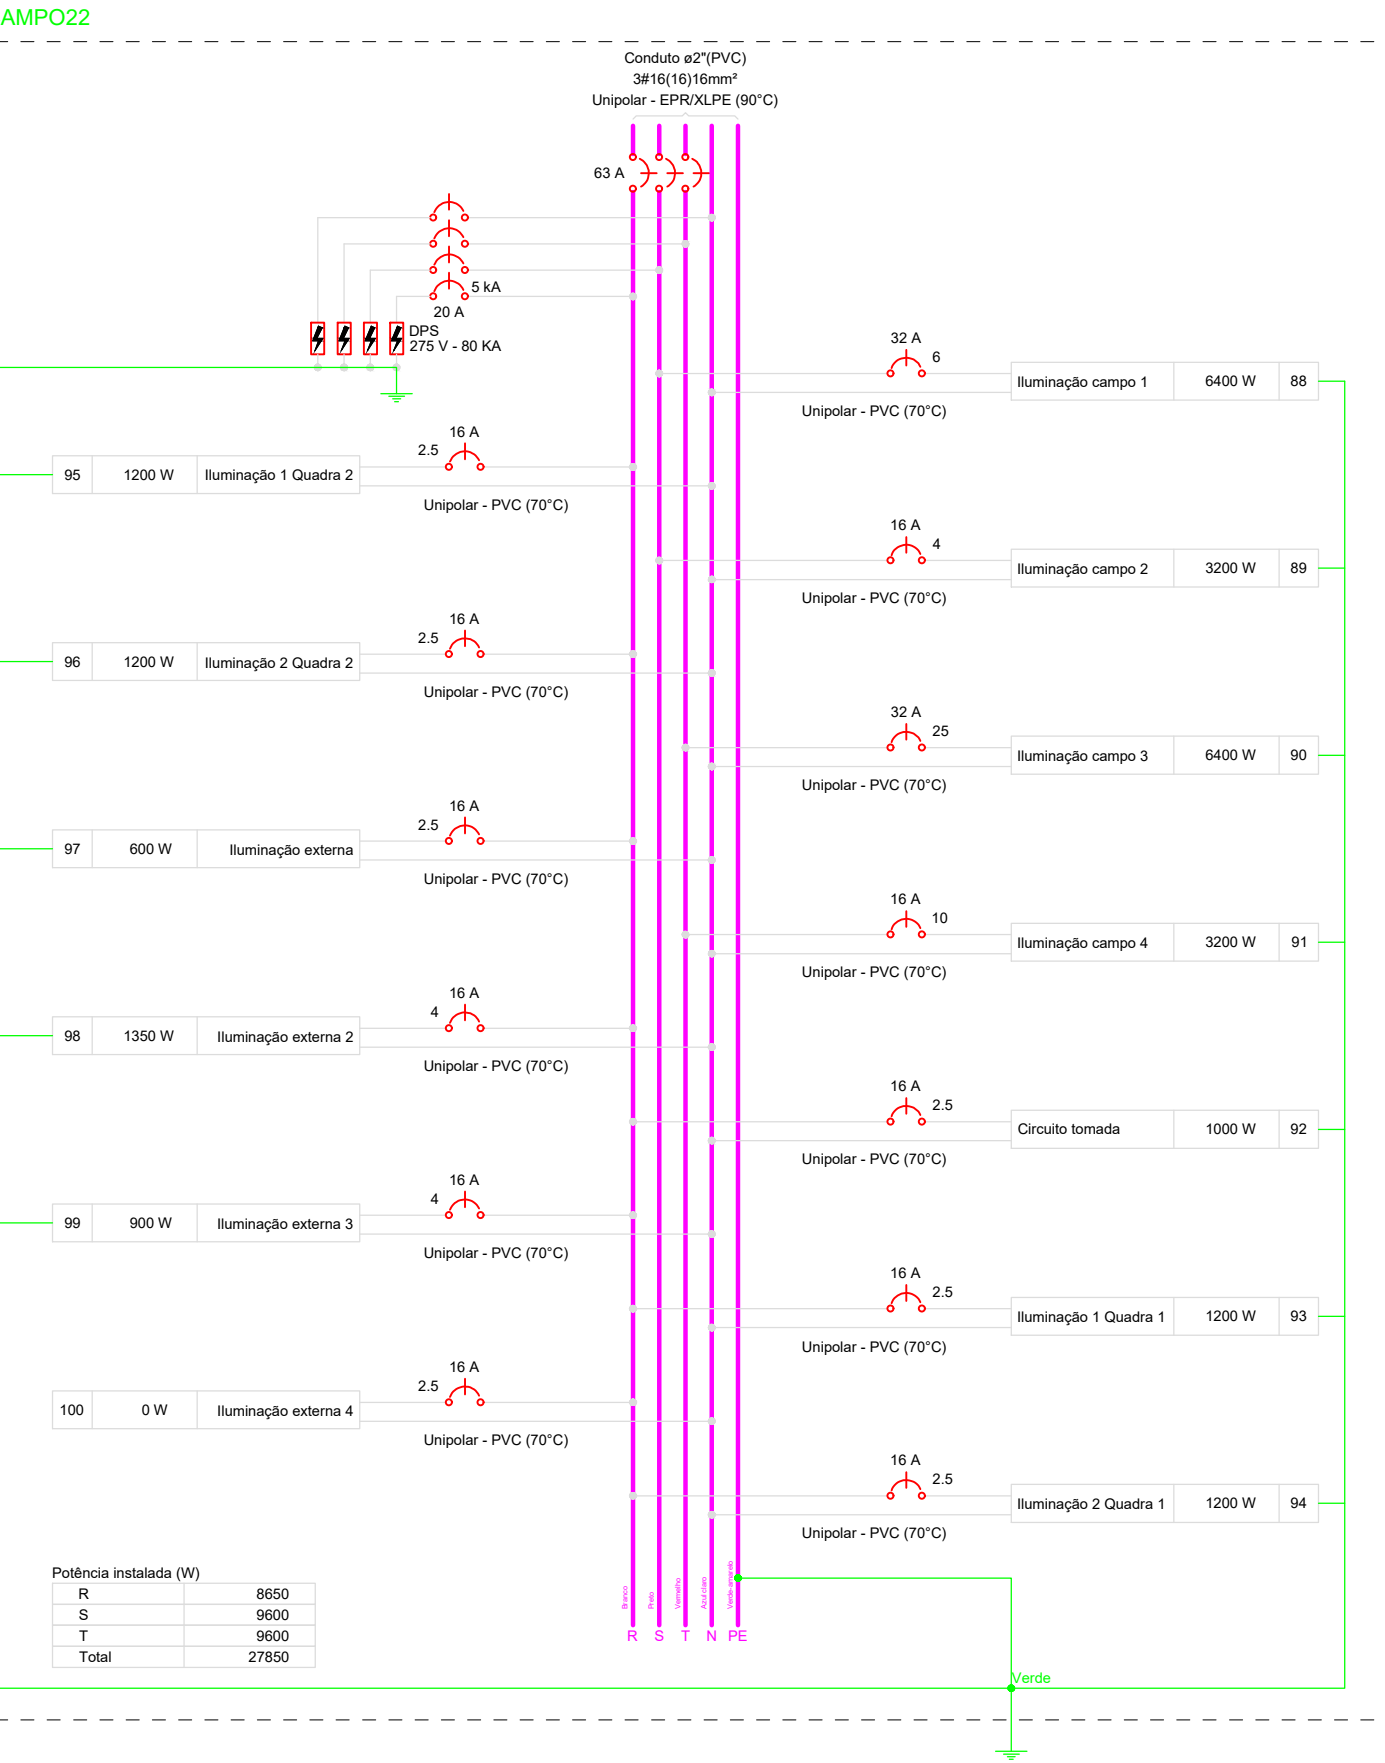 AMPO22
Conduto ø2"(PVC)
3#16(16)16mm²
Unipolar - EPR/XLPE (90°C)
63 A
5 kA
20 A
DPS
275 V - 80 KA
32 A
6
Iluminação campo 1 6400 W 88
Unipolar - PVC (70°C)
16 A
2.5
95 1200 W Iluminação 1 Quadra 2
Unipolar - PVC (70°C)
16 A
4
Iluminação campo 2 3200 W 89
Unipolar - PVC (70°C)
16 A
2.5
96 1200 W Iluminação 2 Quadra 2
Unipolar - PVC (70°C)
32 A
25
Iluminação campo 3 6400 W 90
Unipolar - PVC (70°C)
16 A
2.5
97 600 W Iluminação externa
Unipolar - PVC (70°C)
16 A
10
Iluminação campo 4 3200 W 91
Unipolar - PVC (70°C)
16 A
4
98 1350 W Iluminação externa 2
Unipolar - PVC (70°C)
16 A
2.5
Circuito tomada 1000 W 92
Unipolar - PVC (70°C)
16 A
4
99 900 W Iluminação externa 3
Unipolar - PVC (70°C)
16 A
2.5
Iluminação 1 Quadra 1 1200 W 93
Unipolar - PVC (70°C)
16 A
2.5
100 0 W Iluminação externa 4
Unipolar - PVC (70°C)
16 A
2.5
Iluminação 2 Quadra 1 1200 W 94
Unipolar - PVC (70°C)
Potência instalada (W)
R 8650
S 9600
T 9600
Total 27850
Branco
Preto
Vermelho
Azul claro
Verde-amarelo
R S T N PE
Verde